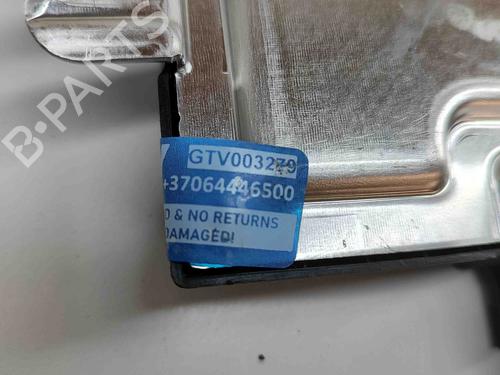 B-PARTS
GTV003279
+37064446500
& NO RETURNS
DAMAGED!